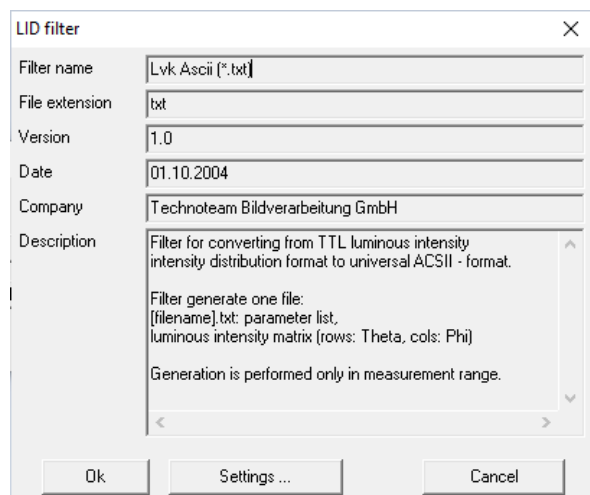 LID filter
Filter name Lvk Ascii (*.txt)
File extension txt
Version 1.0
Date 01.10.2004
Company Technoteam Bildverarbeitung GmbH
Description Filter for converting from TTL luminous intensity
intensity distribution format to universal ACSII - format.
Filter generate one file:
[filename].txt: parameter list,
luminous intensity matrix (rows: Theta, cols: Phi)
Generation is performed only in measurement range.
Ok Settings ... Cancel